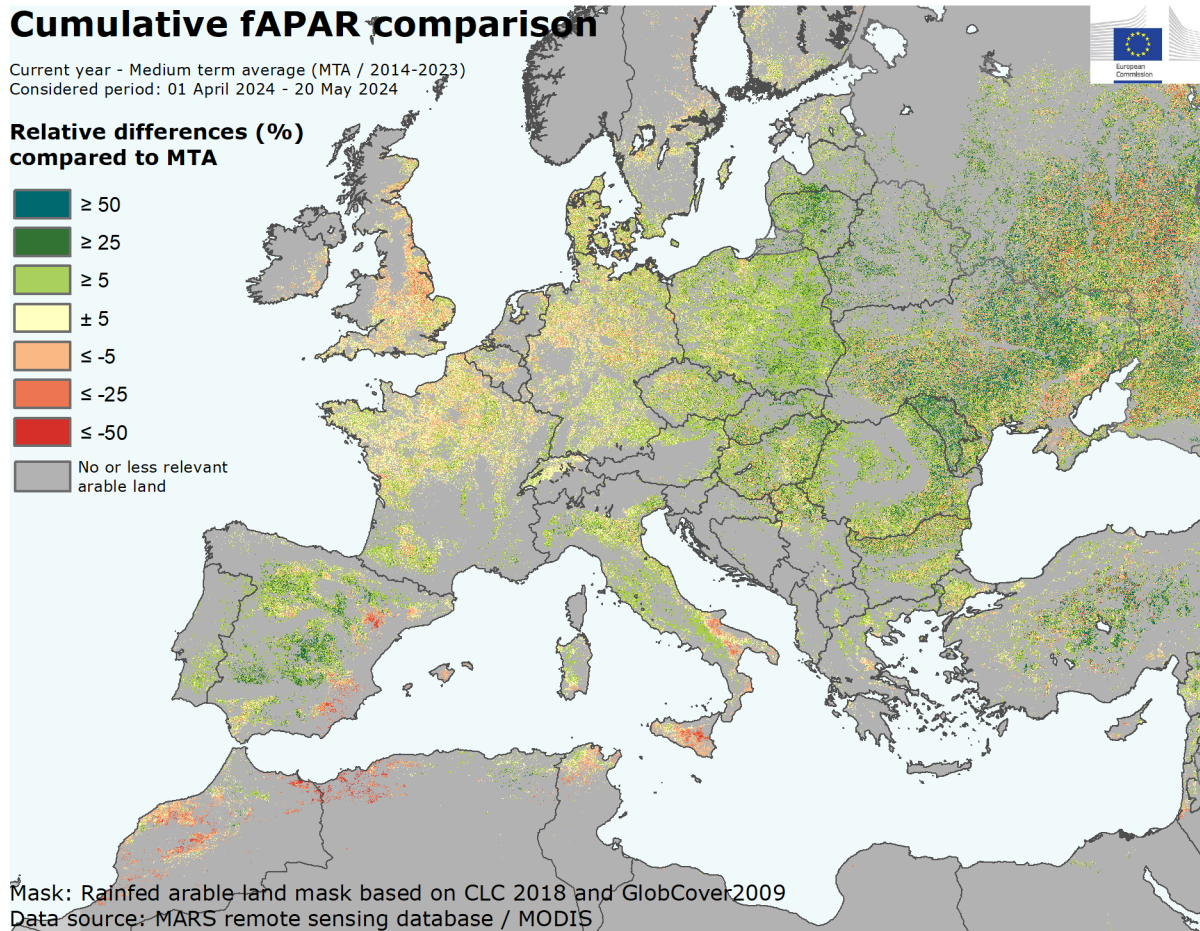 Cumulative fAPAR comparison
Current year - Medium term average (MTA / 2014-2023)
Considered period: 01 April 2024 - 20 May 2024
Relative differences (%)
compared to MTA
≥ 50
≥ 25
≥ 5
± 5
≤ -5
≤ -25
≤ -50
No or less relevant
arable land
European
Commission
Mask: Rainfed arable land mask based on CLC 2018 and GlobCover2009
Data source: MARS remote sensing database / MODIS